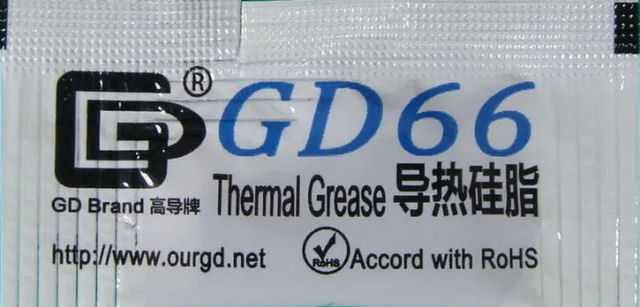 GD ® GD66
GD Brand 高导牌 Thermal Grease 导热硅脂
http://www.ourgd.net RoHS Accord with RoHS